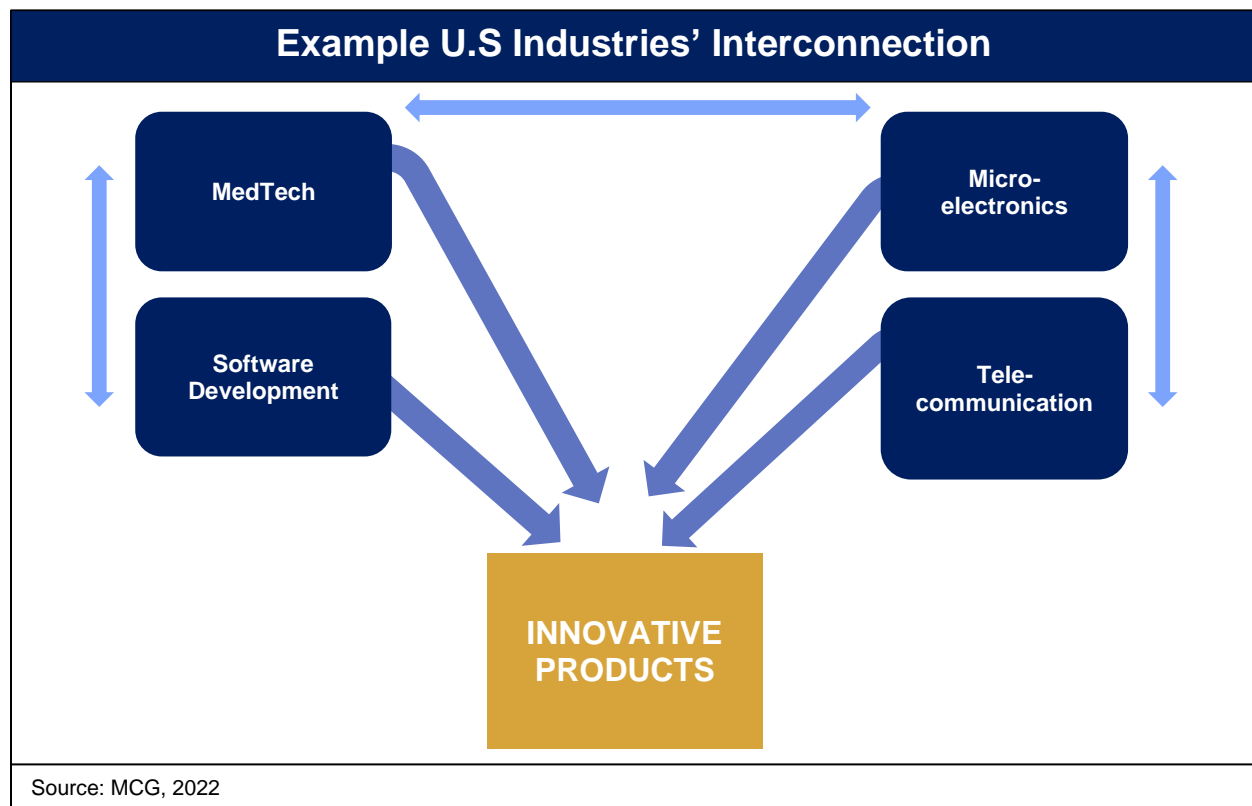 Example U.S Industries’ Interconnection
MedTech
Micro-
electronics
Software
Development
Tele-
communication
INNOVATIVE
PRODUCTS
Source: MCG, 2022